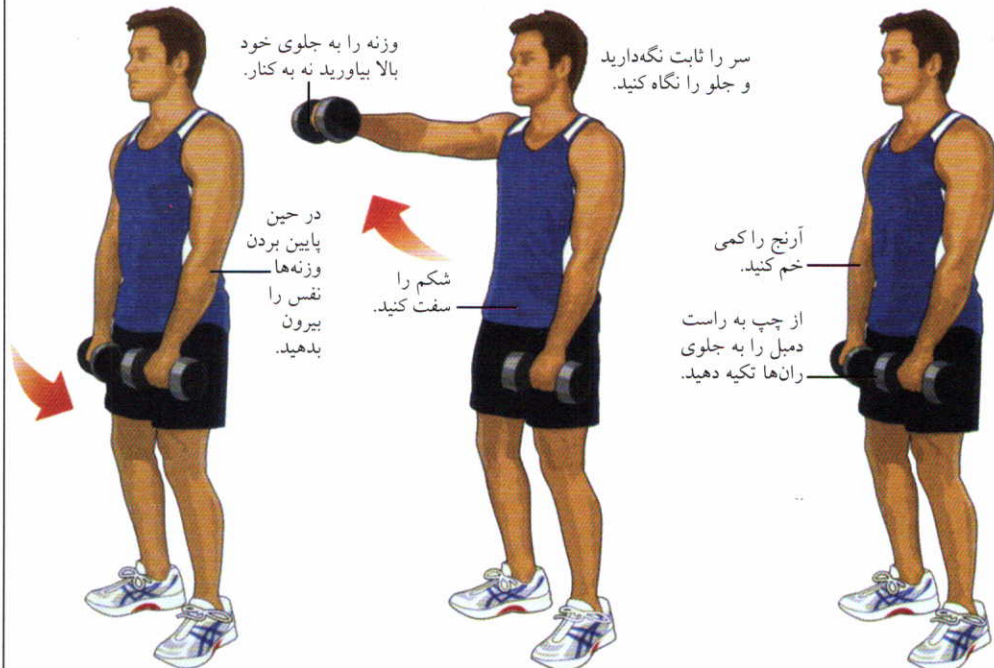 سر را ثابت نگه‌دارید
و جلو را نگاه کنید.
آرنج را کمی
خم کنید.
از چپ به راست
دمبل را به جلوی
ران‌ها تکیه دهید.
وزنه را به جلوی خود
بالا بیاورید نه به کنار.
شکم را
سفت کنید.
در حین
پایین بردن
وزنه‌ها
نفس را
بیرون
بدهید.